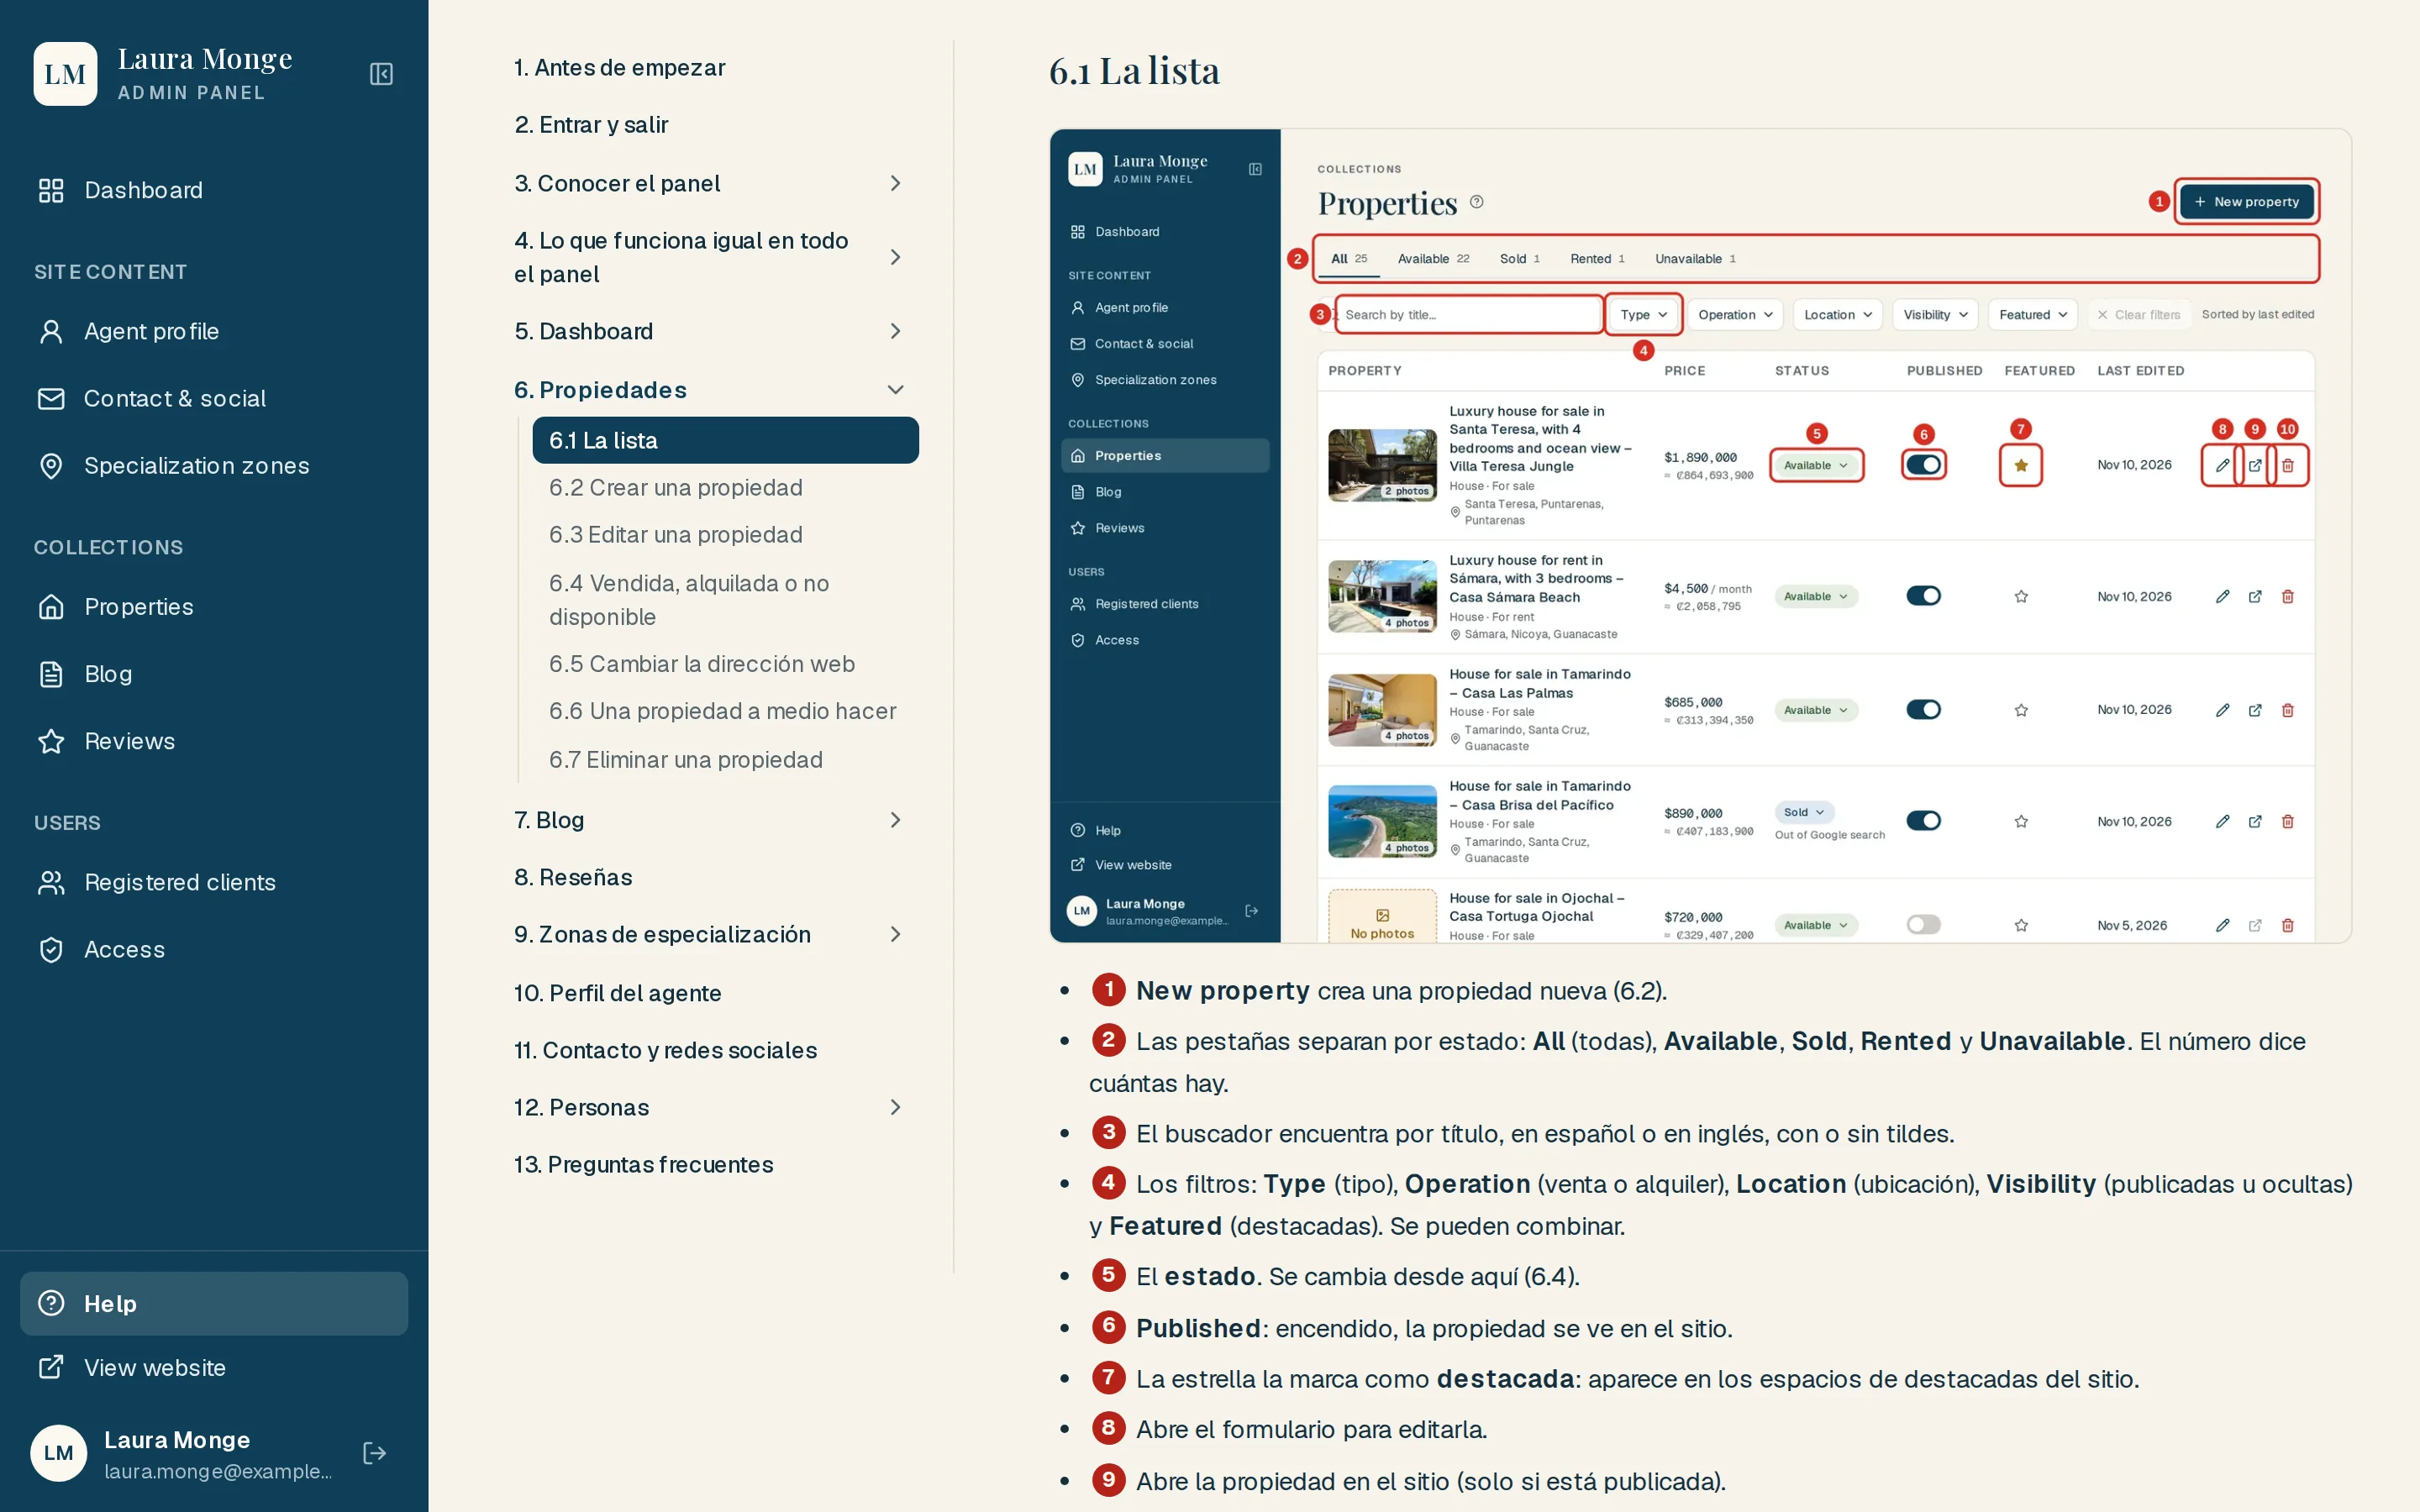 LM
Laura Monge
ADMIN PANEL
Dashboard
SITE CONTENT
Agent profile
Contact & social
Specialization zones
COLLECTIONS
Properties
Blog
Reviews
USERS
Registered clients
Access
Help
View website
LM
Laura Monge
laura.monge@example...
1. Antes de empezar
2. Entrar y salir
3. Conocer el panel
4. Lo que funciona igual en todo
el panel
5. Dashboard
6. Propiedades
6.1 La lista
6.2 Crear una propiedad
6.3 Editar una propiedad
6.4 Vendida, alquilada o no
disponible
6.5 Cambiar la dirección web
6.6 Una propiedad a medio hacer
6.7 Eliminar una propiedad
7. Blog
8. Reseñas
9. Zonas de especialización
10. Perfil del agente
11. Contacto y redes sociales
12. Personas
13. Preguntas frecuentes
6.1 La lista
LM
Laura Monge
ADMIN PANEL
Dashboard
SITE CONTENT
Agent profile
Contact & social
Specialization zones
COLLECTIONS
Properties
Blog
Reviews
USERS
Registered clients
Access
Help
View website
LM
Laura Monge
laura.monge@example...
COLLECTIONS
Properties
1
+ New property
2
All 25 Available 22 Sold 1 Rented 1 Unavailable 1
3
Search by title...
Type
Operation
Location
Visibility
Featured
Clear filters
Sorted by last edited
4
PROPERTY PRICE STATUS PUBLISHED FEATURED LAST EDITED
2 photos
Luxury house for sale in
Santa Teresa, with 4
bedrooms and ocean view –
Villa Teresa Jungle
House · For sale
Santa Teresa, Puntarenas,
Puntarenas
$1,890,000
≈ ₡864,693,900
5
Available
6
7
Nov 10, 2026
8 9 10
4 photos
Luxury house for rent in
Sámara, with 3 bedrooms –
Casa Sámara Beach
House · For rent
Sámara, Nicoya, Guanacaste
$4,500 / month
≈ ₡2,058,795
Available
Nov 10, 2026
4 photos
House for sale in Tamarindo
– Casa Las Palmas
House · For sale
Tamarindo, Santa Cruz,
Guanacaste
$685,000
≈ ₡313,394,350
Available
Nov 10, 2026
4 photos
House for sale in Tamarindo
– Casa Brisa del Pacífico
House · For sale
Tamarindo, Santa Cruz,
Guanacaste
$890,000
≈ ₡407,183,900
Sold
Out of Google search
Nov 10, 2026
No photos
House for sale in Ojochal –
Casa Tortuga Ojochal
House · For sale
$720,000
≈ ₡329,407,200
Available
Nov 5, 2026
1 New property crea una propiedad nueva (6.2).
2 Las pestañas separan por estado: All (todas), Available, Sold, Rented y Unavailable. El número dice
cuántas hay.
3 El buscador encuentra por título, en español o en inglés, con o sin tildes.
4 Los filtros: Type (tipo), Operation (venta o alquiler), Location (ubicación), Visibility (publicadas u ocultas)
y Featured (destacadas). Se pueden combinar.
5 El estado. Se cambia desde aquí (6.4).
6 Published: encendido, la propiedad se ve en el sitio.
7 La estrella la marca como destacada: aparece en los espacios de destacadas del sitio.
8 Abre el formulario para editarla.
9 Abre la propiedad en el sitio (solo si está publicada).